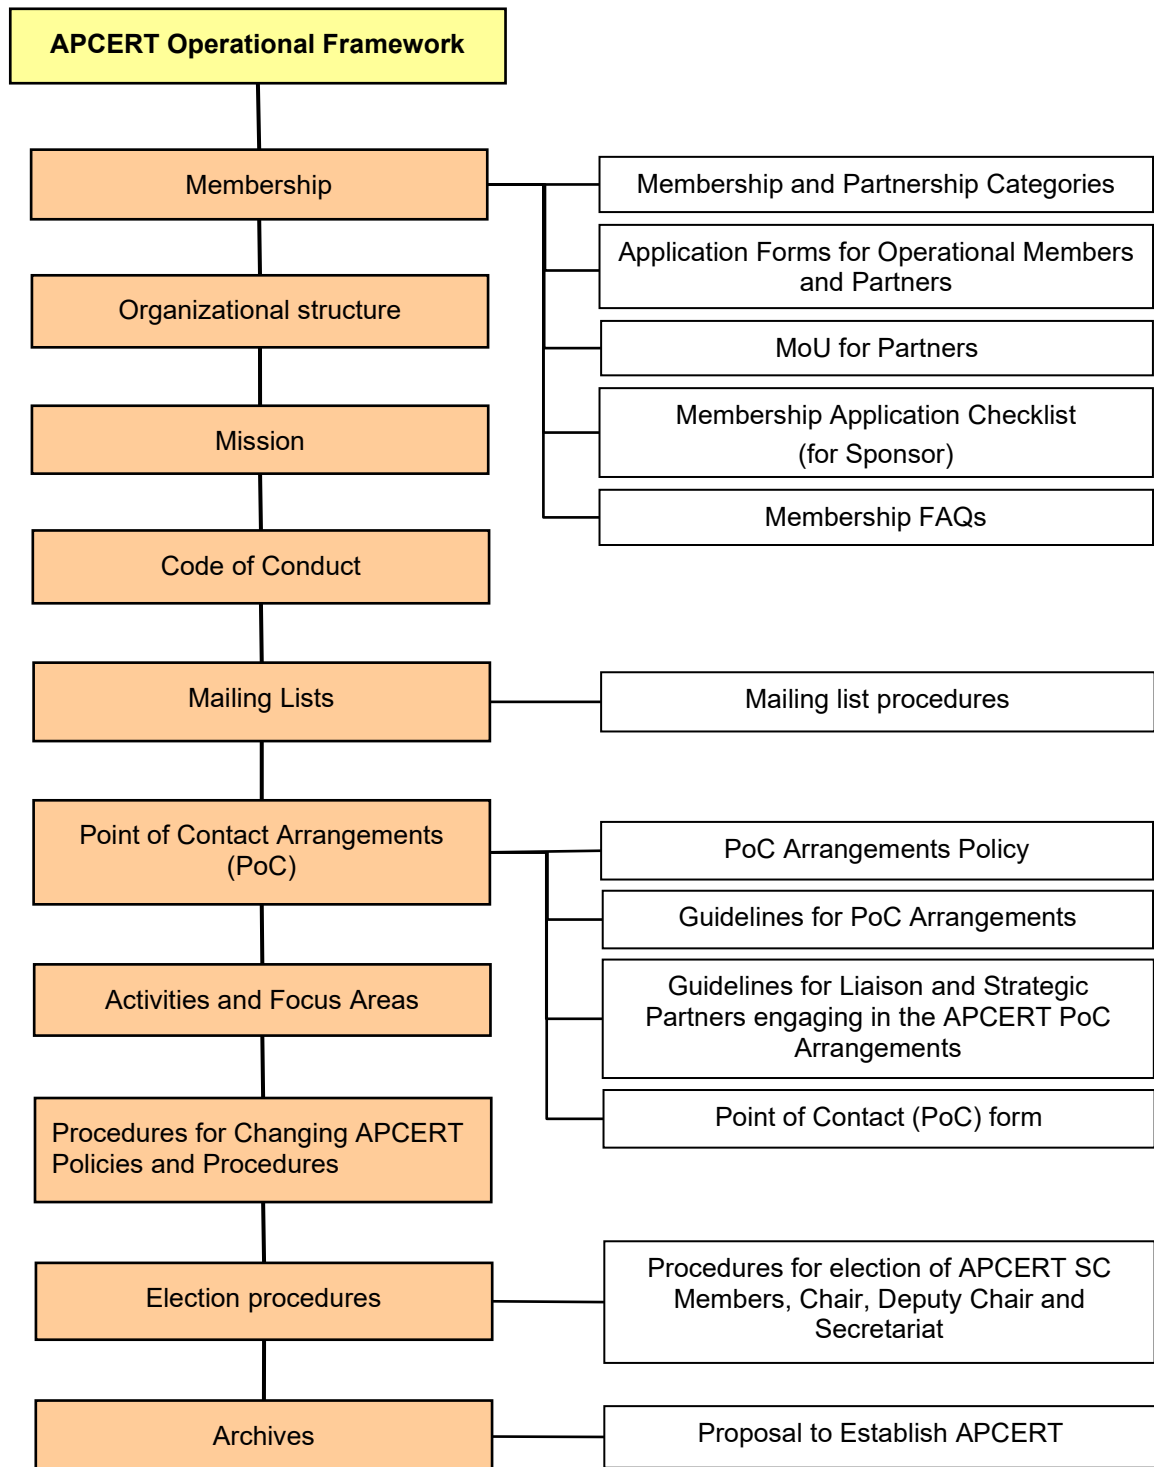 APCERT Operational Framework
Membership
Membership and Partnership Categories
Application Forms for Operational Members
and Partners
MoU for Partners
Membership Application Checklist
(for Sponsor)
Membership FAQs
Organizational structure
Mission
Code of Conduct
Mailing Lists
Mailing list procedures
Point of Contact Arrangements
(PoC)
PoC Arrangements Policy
Guidelines for PoC Arrangements
Guidelines for Liaison and Strategic
Partners engaging in the APCERT PoC
Arrangements
Point of Contact (PoC) form
Activities and Focus Areas
Procedures for Changing APCERT
Policies and Procedures
Election procedures
Procedures for election of APCERT SC
Members, Chair, Deputy Chair and
Secretariat
Archives
Proposal to Establish APCERT